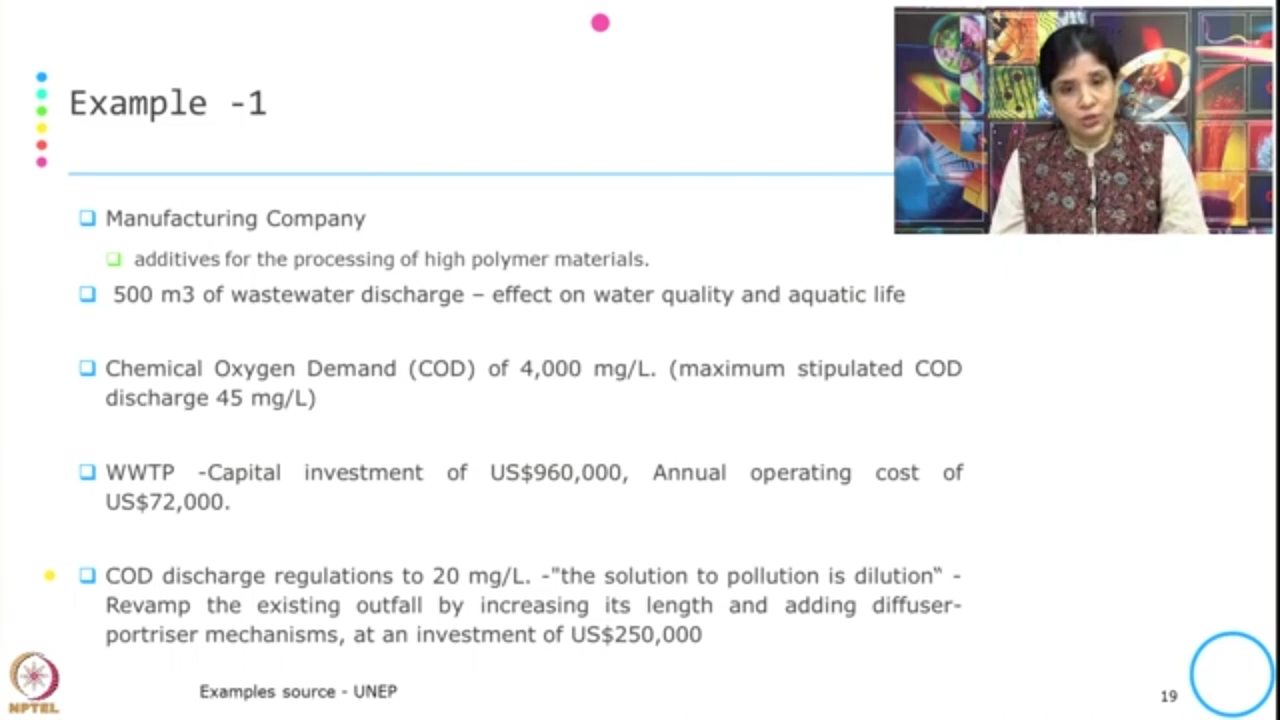 Example -1
Manufacturing Company
additives for the processing of high polymer materials.
500 m3 of wastewater discharge – effect on water quality and aquatic life
Chemical Oxygen Demand (COD) of 4,000 mg/L. (maximum stipulated COD
discharge 45 mg/L)
WWTP -Capital investment of US$960,000, Annual operating cost of
US$72,000.
COD discharge regulations to 20 mg/L. -"the solution to pollution is dilution“ -
Revamp the existing outfall by increasing its length and adding diffuser-
portriser mechanisms, at an investment of US$250,000
Examples source - UNEP
19
NPTEL